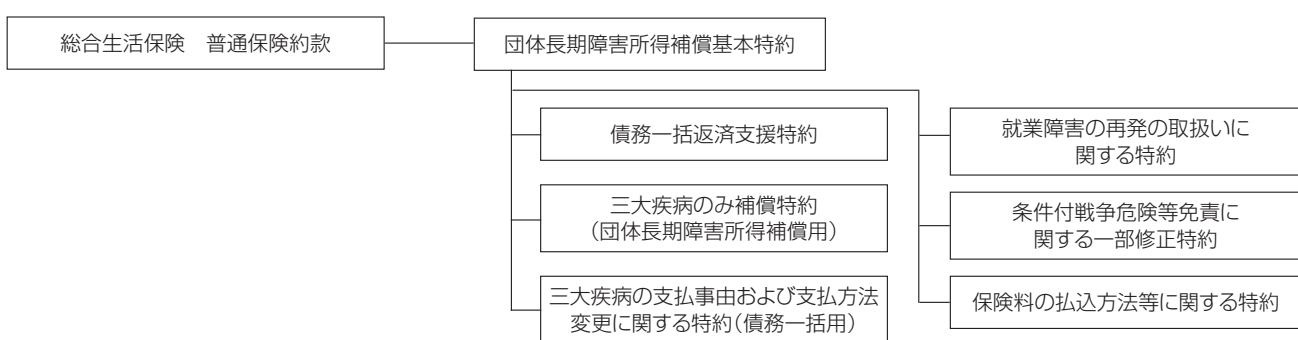 総合生活保険　普通保険約款
団体長期障害所得補償基本特約
債務一括返済支援特約
三大疾病のみ補償特約
（団体長期障害所得補償用）
三大疾病の支払事由および支払方法
変更に関する特約（債務一括用）
就業障害の再発の取扱いに
関する特約
条件付戦争危険等免責に
関する一部修正特約
保険料の払込方法等に関する特約